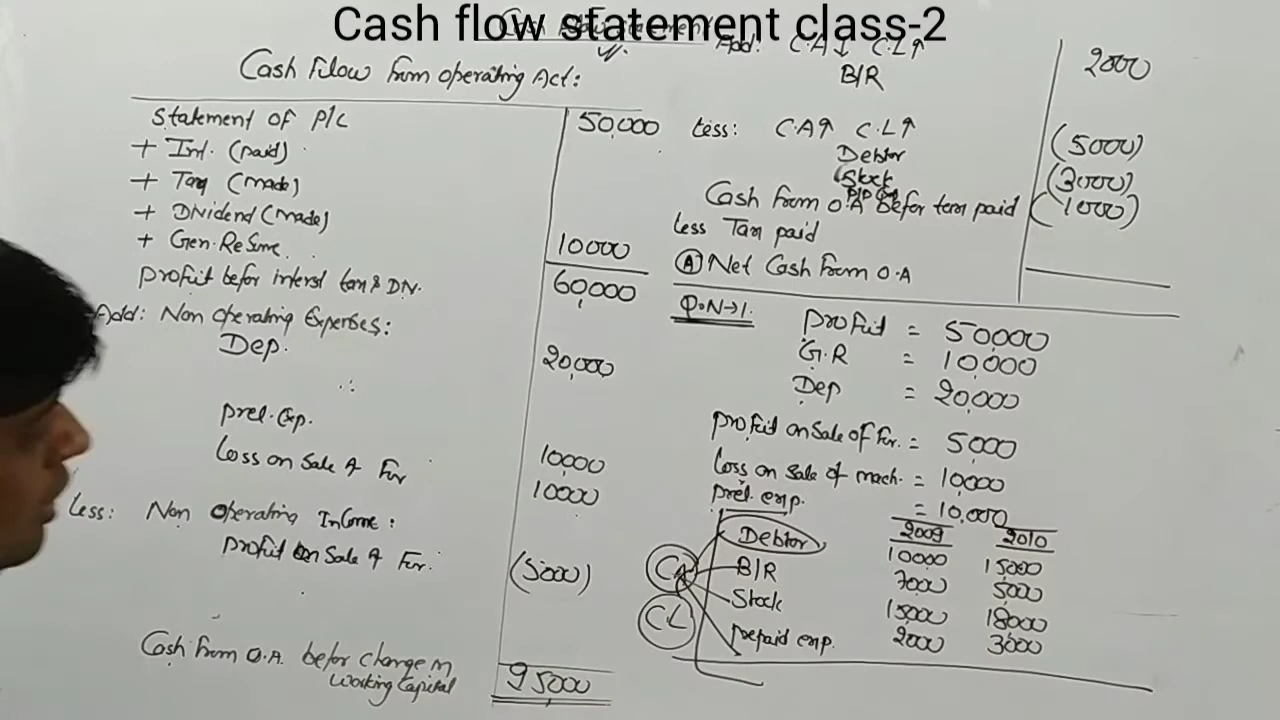 Cash flow statement class-2
Cash Flow from operating Act:
Statement of P/L 50,000
+ Int. (paid)
+ Tax (made)
+ Dividend (made)
+ Gen. Reserve. 10000
profit befor interst tax & Div. 60,000
Add: Non operating Expenses:
Dep. 20,000
prel. Exp. 10000
Loss on Sale of Fur 10000
Less: Non operating Income:
profit on Sale of Fur. (5000)
Cash from O.A. befor change in
working Capital 95000
Add: C.A↓ C.L↑ 2000
B/R
Less: C.A↑ C.L↑
Debtor (5000)
Stock (3000)
Cash from O.A befor tax paid (1000)
Less Tax paid
(A) Net Cash from O.A
Q.N→1.
profit = 50000
G.R = 10,000
Dep = 20,000
profit on Sale of Fur. = 5000
Loss on Sale of mach. = 10,000
prel. exp. = 10,000
2009 2010
Debtor 10000 15000
CA B/R 7000 5000
Stock 15000 18000
C.L
prepaid exp. 2000 3000